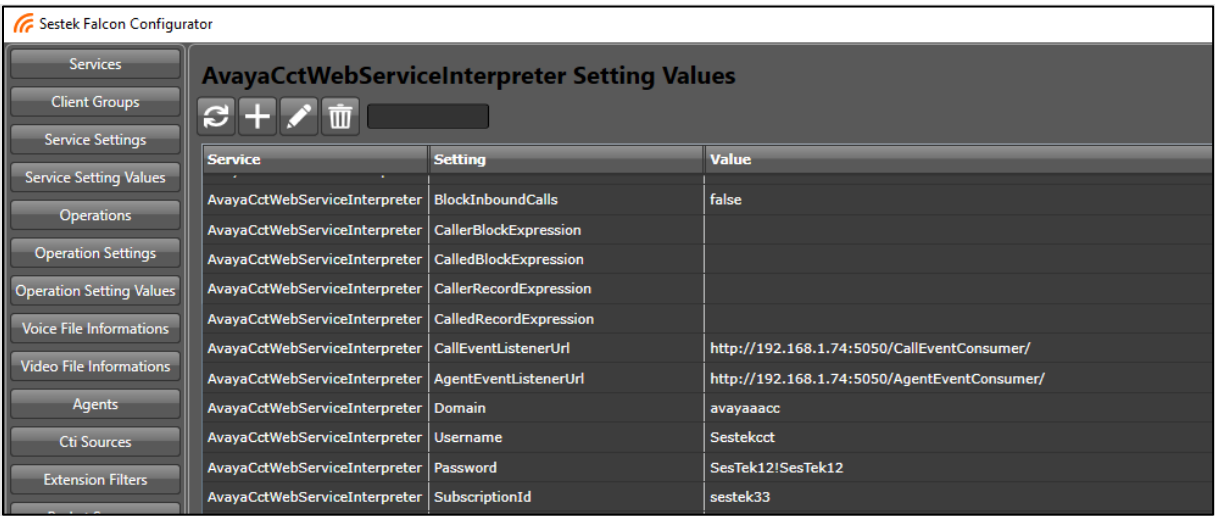 Sestek Falcon Configurator
Services
Client Groups
Service Settings
Service Setting Values
Operations
Operation Settings
Operation Setting Values
Voice File Informations
Video File Informations
Agents
Cti Sources
Extension Filters
AvayaCctWebServiceInterpreter Setting Values
Service Setting Value
AvayaCctWebServiceInterpreter BlockInboundCalls false
AvayaCctWebServiceInterpreter CallerBlockExpression
AvayaCctWebServiceInterpreter CalledBlockExpression
AvayaCctWebServiceInterpreter CallerRecordExpression
AvayaCctWebServiceInterpreter CalledRecordExpression
AvayaCctWebServiceInterpreter CallEventListenerUrl http://192.168.1.74:5050/CallEventConsumer/
AvayaCctWebServiceInterpreter AgentEventListenerUrl http://192.168.1.74:5050/AgentEventConsumer/
AvayaCctWebServiceInterpreter Domain avayaaacc
AvayaCctWebServiceInterpreter Username Sestekcct
AvayaCctWebServiceInterpreter Password SesTek12!SesTek12
AvayaCctWebServiceInterpreter SubscriptionId sestek33